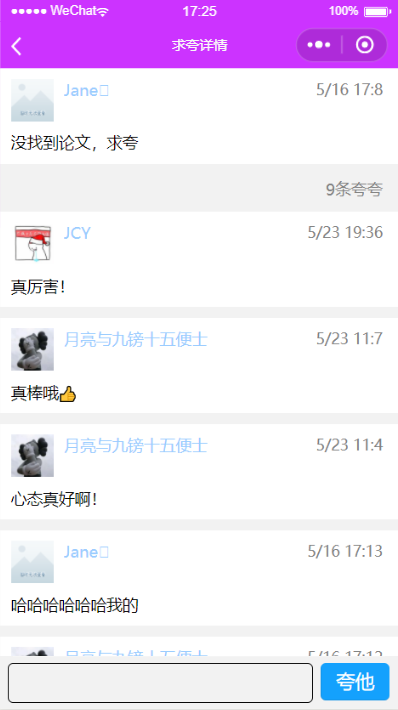 WeChat 17:25 100%
求夸详情
Jane 5/16 17:8
没找到论文，求夸
9条夸夸
JCY 5/23 19:36
真厉害！
月亮与九镑十五便士 5/23 11:7
真棒哦👍
月亮与九镑十五便士 5/23 11:4
心态真好啊！
Jane 5/16 17:13
哈哈哈哈哈哈我的
夸他